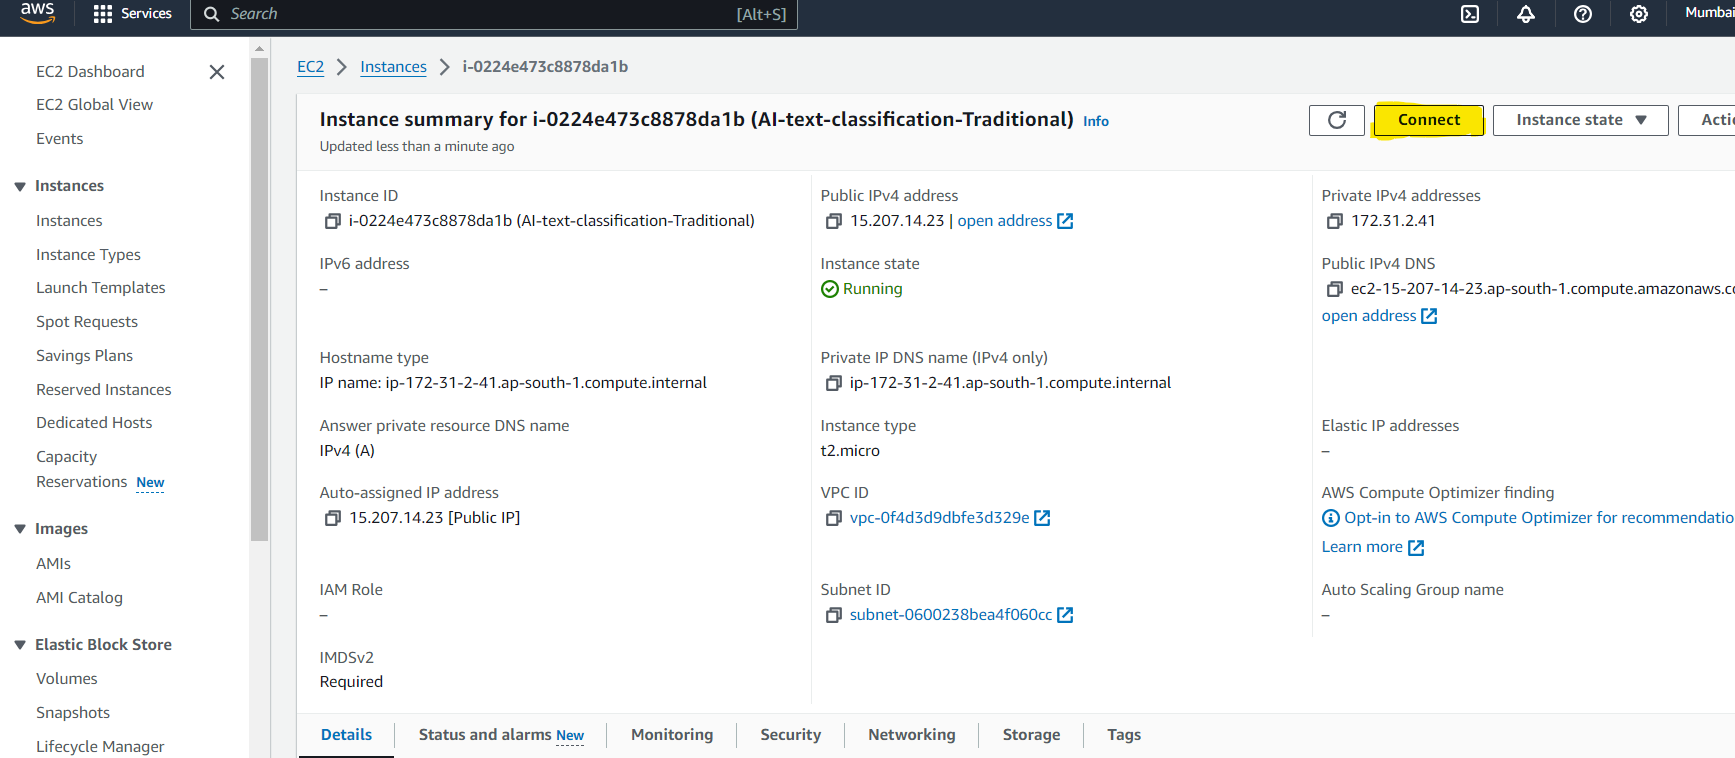 aws
Services
Search
[Alt+S]
Mumbai
EC2 Dashboard
EC2 Global View
Events
Instances
Instances
Instance Types
Launch Templates
Spot Requests
Savings Plans
Reserved Instances
Dedicated Hosts
Capacity
Reservations New
Images
AMIs
AMI Catalog
Elastic Block Store
Volumes
Snapshots
Lifecycle Manager
EC2 > Instances > i-0224e473c8878da1b
Instance summary for i-0224e473c8878da1b (AI-text-classification-Traditional) Info
Updated less than a minute ago
Connect
Instance state
Acti
Instance ID
i-0224e473c8878da1b (AI-text-classification-Traditional)
Public IPv4 address
15.207.14.23 | open address
Private IPv4 addresses
172.31.2.41
IPv6 address
–
Instance state
Running
Public IPv4 DNS
ec2-15-207-14-23.ap-south-1.compute.amazonaws.co
open address
Hostname type
IP name: ip-172-31-2-41.ap-south-1.compute.internal
Private IP DNS name (IPv4 only)
ip-172-31-2-41.ap-south-1.compute.internal
Answer private resource DNS name
IPv4 (A)
Instance type
t2.micro
Elastic IP addresses
–
Auto-assigned IP address
15.207.14.23 [Public IP]
VPC ID
vpc-0f4d3d9dbfe3d329e
AWS Compute Optimizer finding
Opt-in to AWS Compute Optimizer for recommendatio
Learn more
IAM Role
–
Subnet ID
subnet-0600238bea4f060cc
Auto Scaling Group name
–
IMDSv2
Required
Details
Status and alarms New
Monitoring
Security
Networking
Storage
Tags